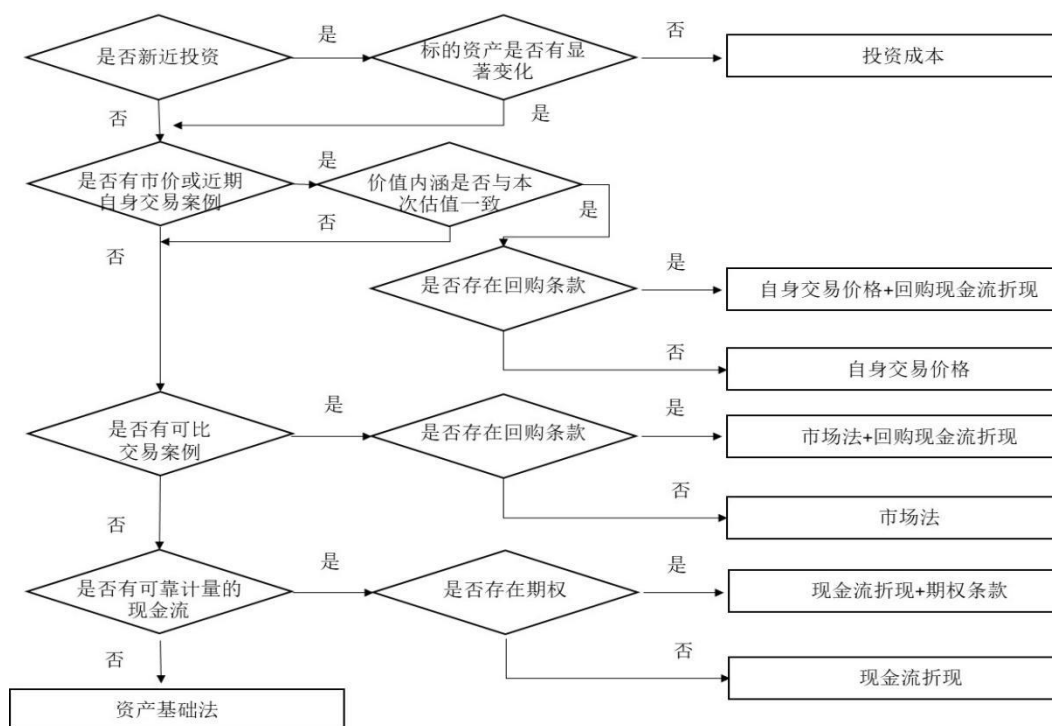 是否新近投资
是
标的资产是否有显
著变化
否
投资成本
否
是
是否有市价或近期
自身交易案例
是
价值内涵是否与本
次估值一致
是
否
否
是否存在回购条款
是
自身交易价格+回购现金流折现
否
自身交易价格
是否有可比
交易案例
是
是否存在回购条款
是
市场法+回购现金流折现
否
市场法
否
是否有可靠计量的
现金流
是
是否存在期权
是
现金流折现+期权条款
否
现金流折现
否
资产基础法